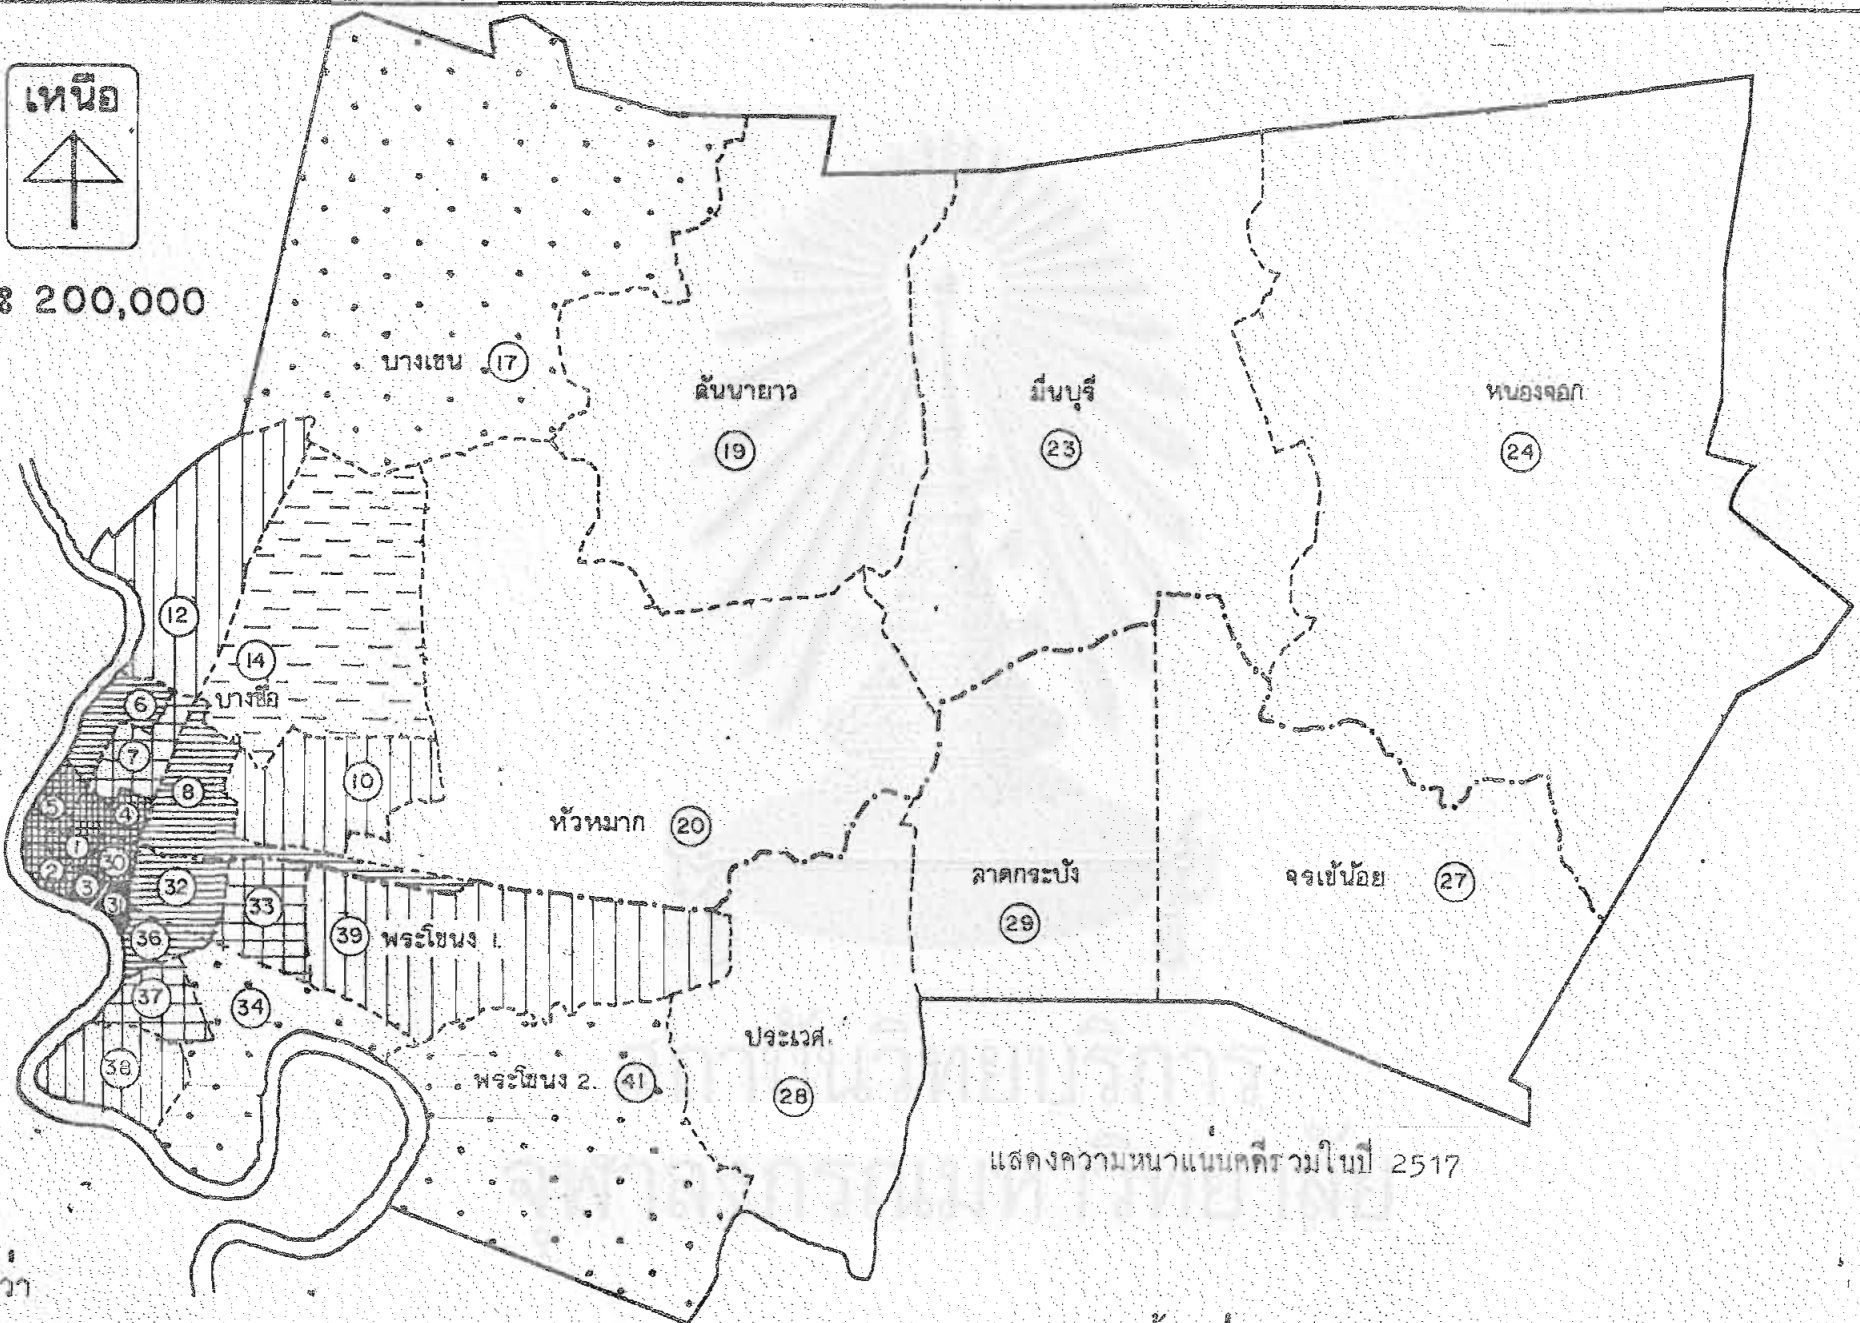 เหนือ
200,000
บางเขน 17
คันนายาว
19
มีนบุรี
23
หนองจอก
24
12
14
บางซื่อ
6
7
8
10
5
4
1
2
30
3
31
หัวหมาก 20
32
33
36
39 พระโขนง 1.
ลาดกระบัง
29
จรเข้น้อย 27
37
34
38
พระโขนง 2. 41
ประเวศ.
28
แสดงความหนาแน่นคดีรวมในปี 2517
ว่า